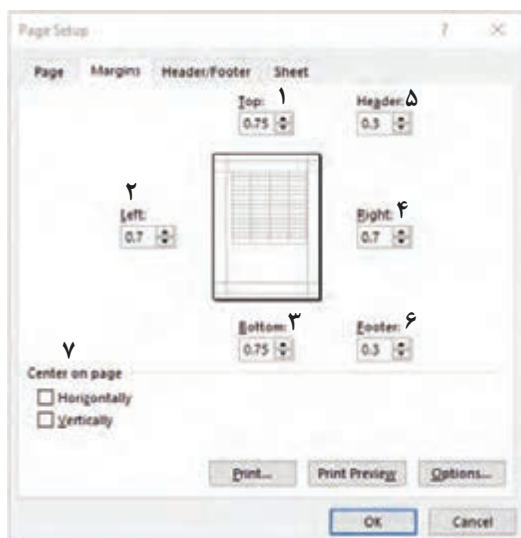 Page Setup ? ×
Page Margins Header/Footer Sheet
Top: ۱ Header: ۵
0.75 0.3
۲ Left: Right: ۴
0.7 0.7
Bottom: ۳ Footer: ۶
0.75 0.3
۷
Center on page
Horizontally
Vertically
Print... Print Preview Options...
OK Cancel